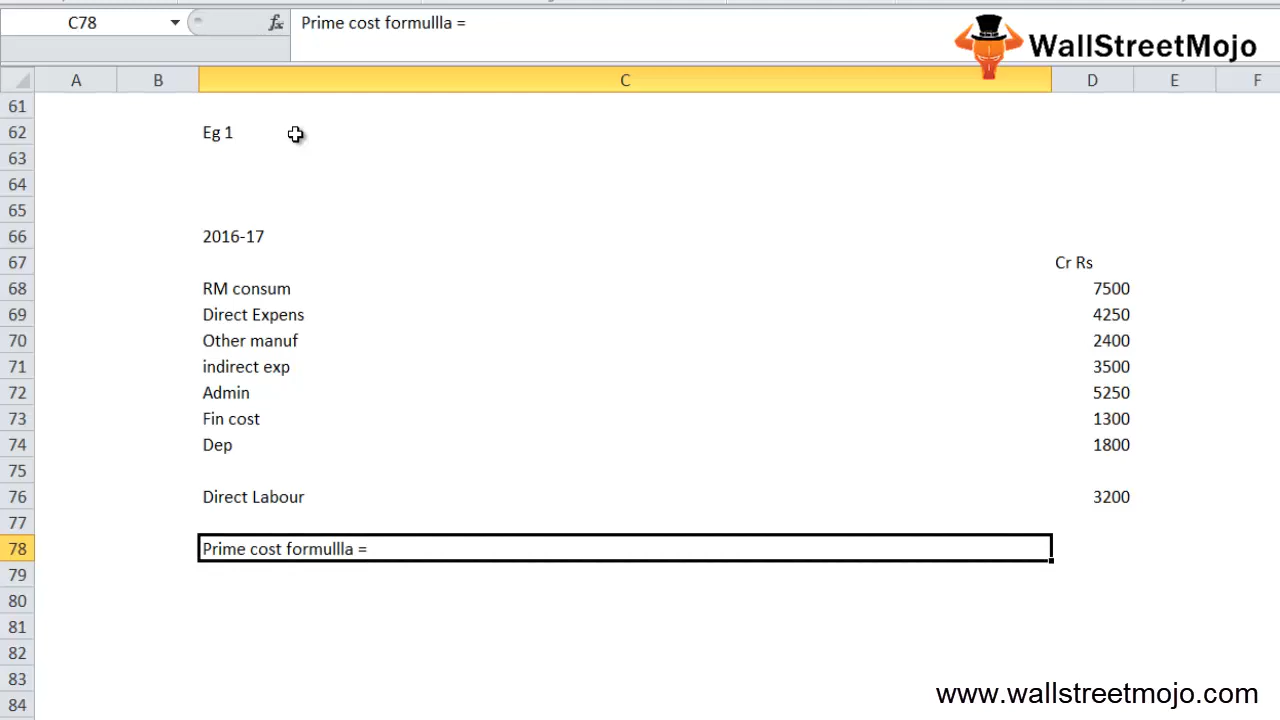 C78 fx Prime cost formullla =
WallStreetMojo
A B C D E F
61
62 Eg 1
63
64
65
66 2016-17
67 Cr Rs
68 RM consum 7500
69 Direct Expens 4250
70 Other manuf 2400
71 indirect exp 3500
72 Admin 5250
73 Fin cost 1300
74 Dep 1800
75
76 Direct Labour 3200
77
78 Prime cost formullla =
79
80
81
82
83
84
www.wallstreetmojo.com